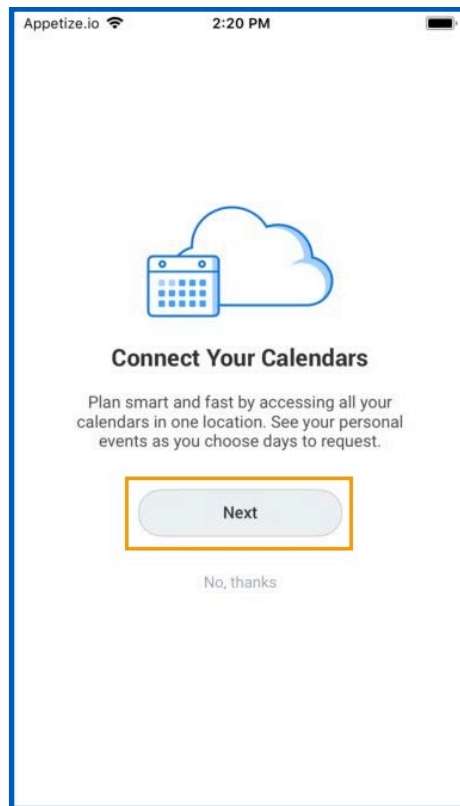 Appetize.io 2:20 PM
Connect Your Calendars
Plan smart and fast by accessing all your
calendars in one location. See your personal
events as you choose days to request.
Next
No, thanks